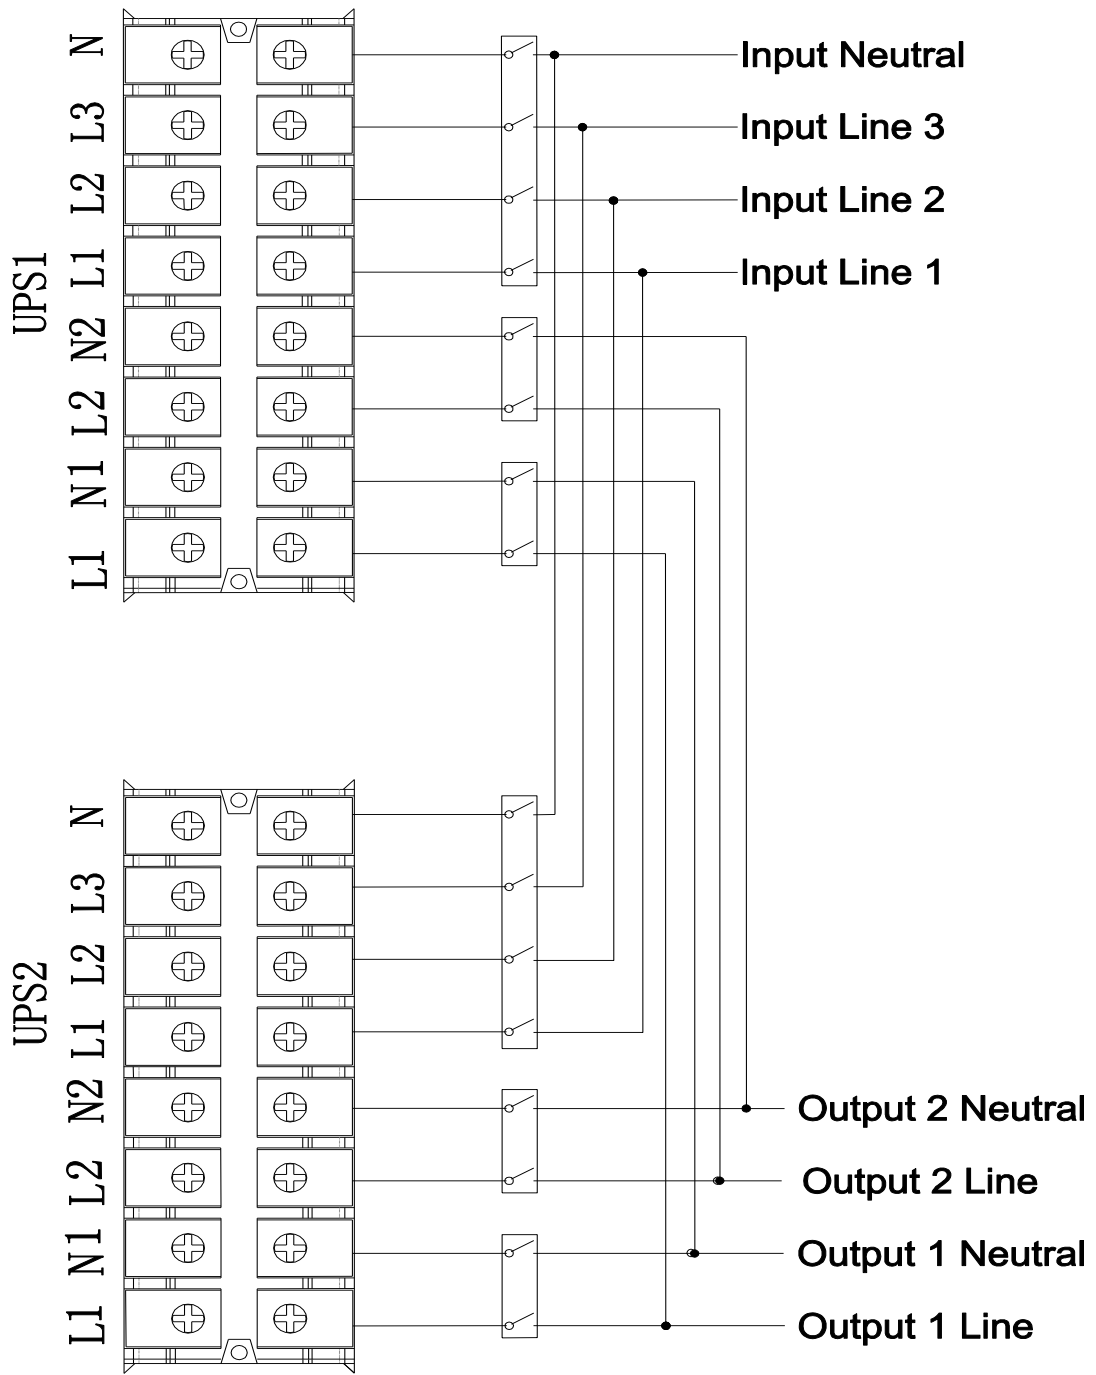 UPS1
N
L3
L2
L1
N2
L2
N1
L1
Input Neutral
Input Line 3
Input Line 2
Input Line 1
UPS2
N
L3
L2
L1
N2
L2
N1
L1
Output 2 Neutral
Output 2 Line
Output 1 Neutral
Output 1 Line